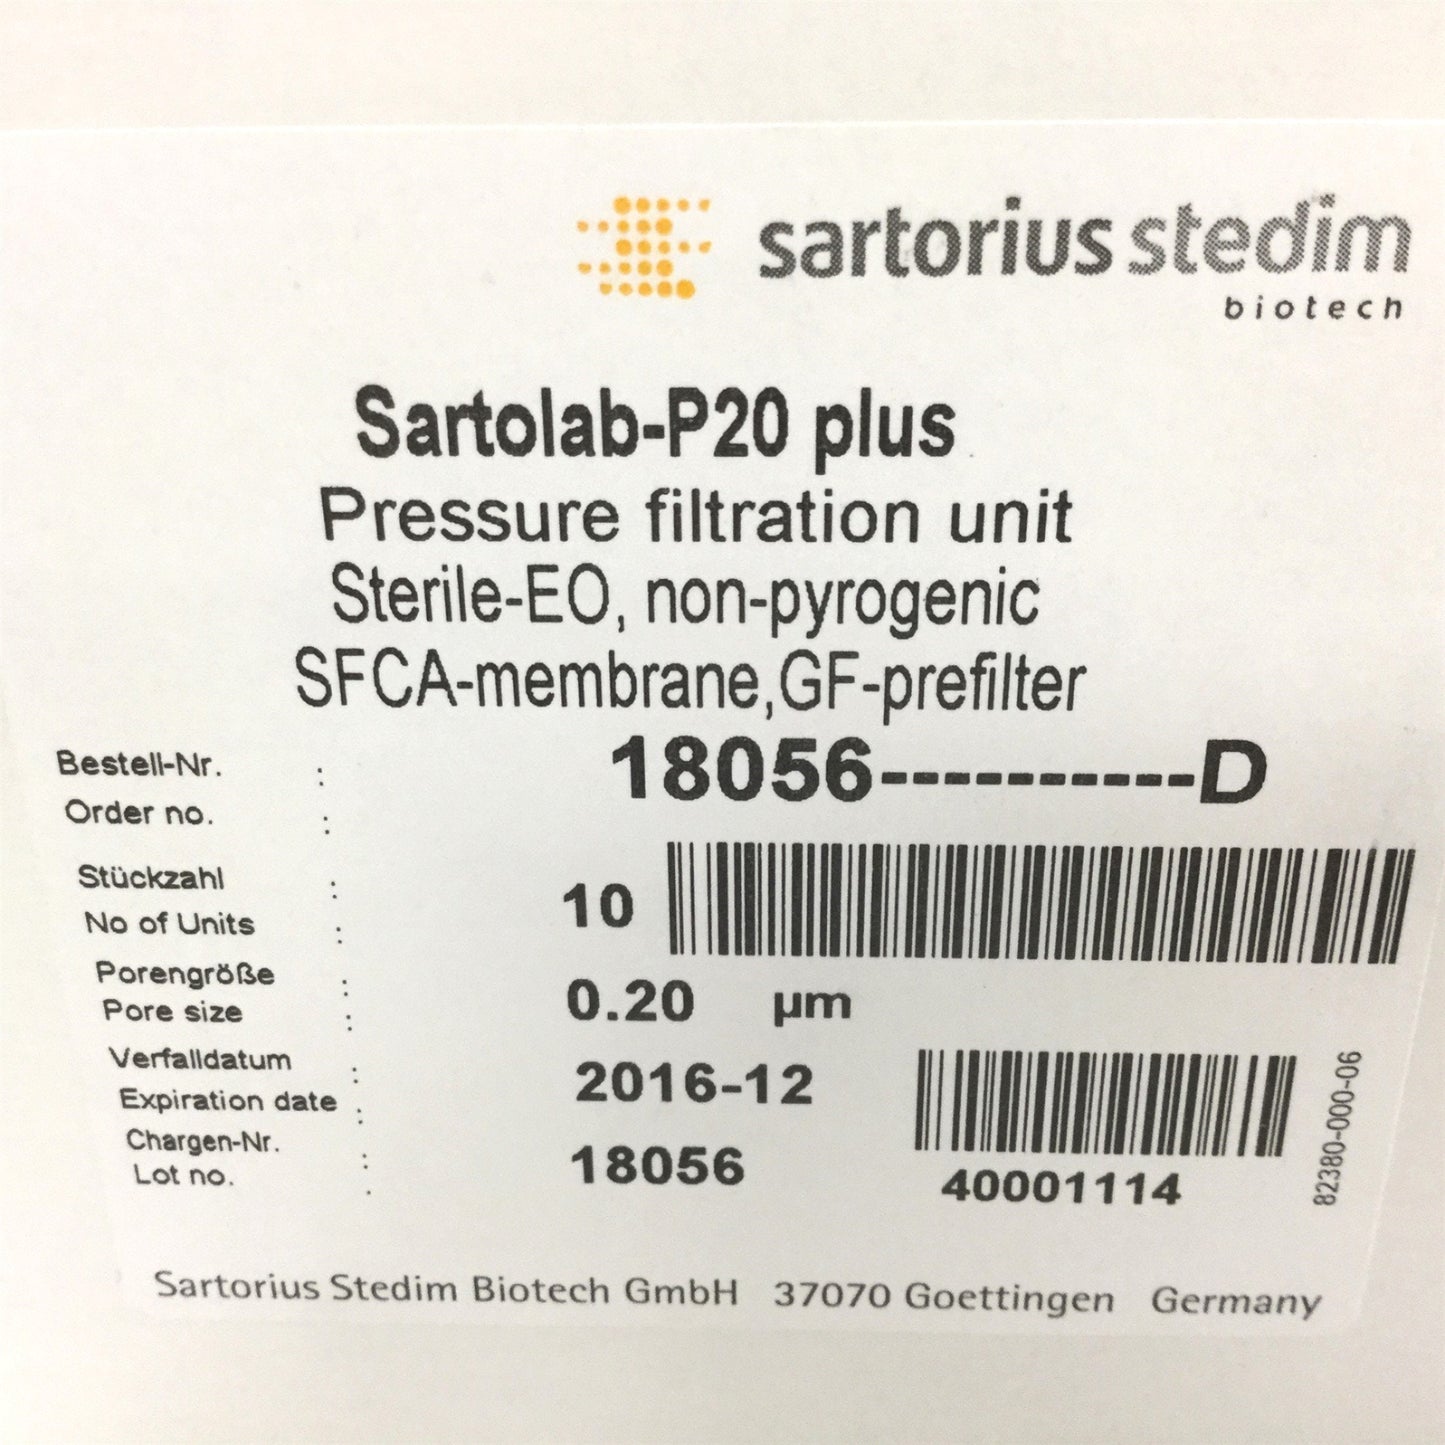 sartorius stedim
biotech
Sartolab-P20 plus
Pressure filtration unit
Sterile-EO, non-pyrogenic
SFCA-membrane,GF-prefilter
Bestell-Nr. :
Order no. :
18056-----------D
Stückzahl :
No of Units :
10
Porengröße :
Pore size :
0.20 µm
Verfalldatum :
Expiration date :
2016-12
Chargen-Nr. :
Lot no. :
18056
40001114
82380-000-06
Sartorius Stedim Biotech GmbH 37070 Goettingen Germany